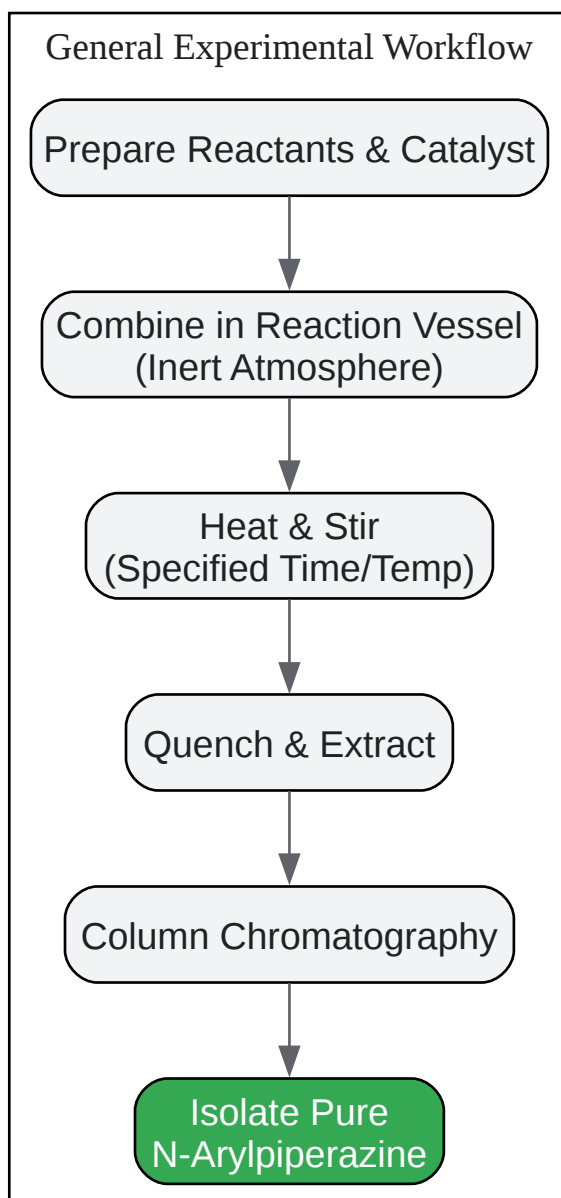 General Experimental Workflow
Prepare Reactants & Catalyst
Combine in Reaction Vessel
(Inert Atmosphere)
Heat & Stir
(Specified Time/Temp)
Quench & Extract
Column Chromatography
Isolate Pure
N-Arylpiperazine